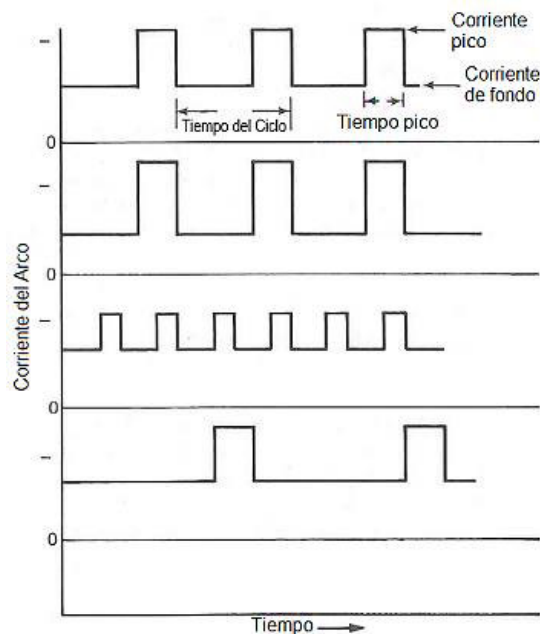 Corriente
pico
Corriente
de fondo
Tiempo del Ciclo
Tiempo pico
0
0
0
0
Corriente del Arco
Tiempo